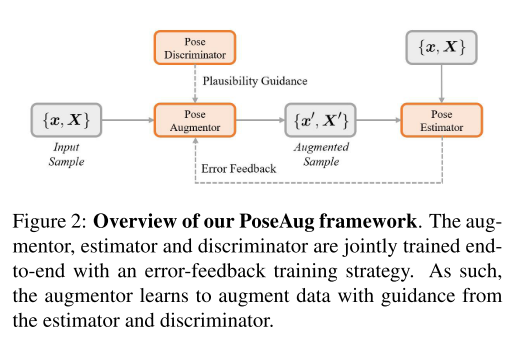 Pose
Discriminator
{x, X}
Plausibility Guidance
{x, X}
Pose
Augmentor
{x′, X′}
Pose
Estimator
Input
Sample
Augmented
Sample
Error Feedback
Figure 2: Overview of our PoseAug framework. The aug-
mentor, estimator and discriminator are jointly trained end-
to-end with an error-feedback training strategy. As such,
the augmentor learns to augment data with guidance from
the estimator and discriminator.